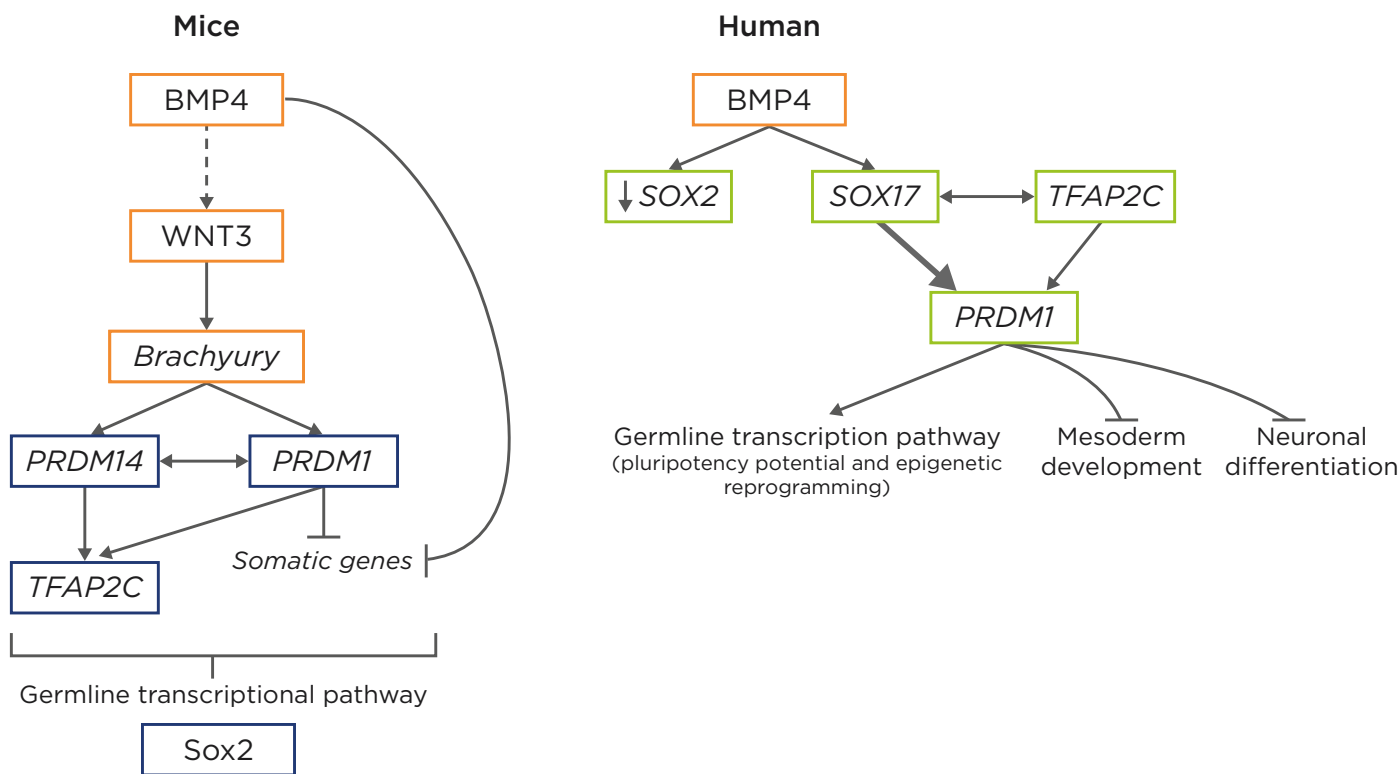 Mice
BMP4
WNT3
Brachyury
PRDM14
PRDM1
TFAP2C
Somatic genes
Germline transcriptional pathway
Sox2
Human
BMP4
↓ SOX2
SOX17
TFAP2C
PRDM1
Germline transcription pathway
(pluripotency potential and epigenetic
reprogramming)
Mesoderm
development
Neuronal
differentiation